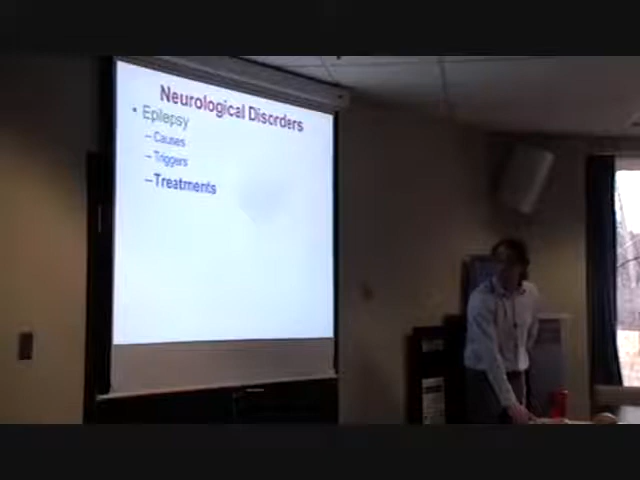 Neurological Disorders
• Epilepsy
–Causes
–Triggers
–Treatments